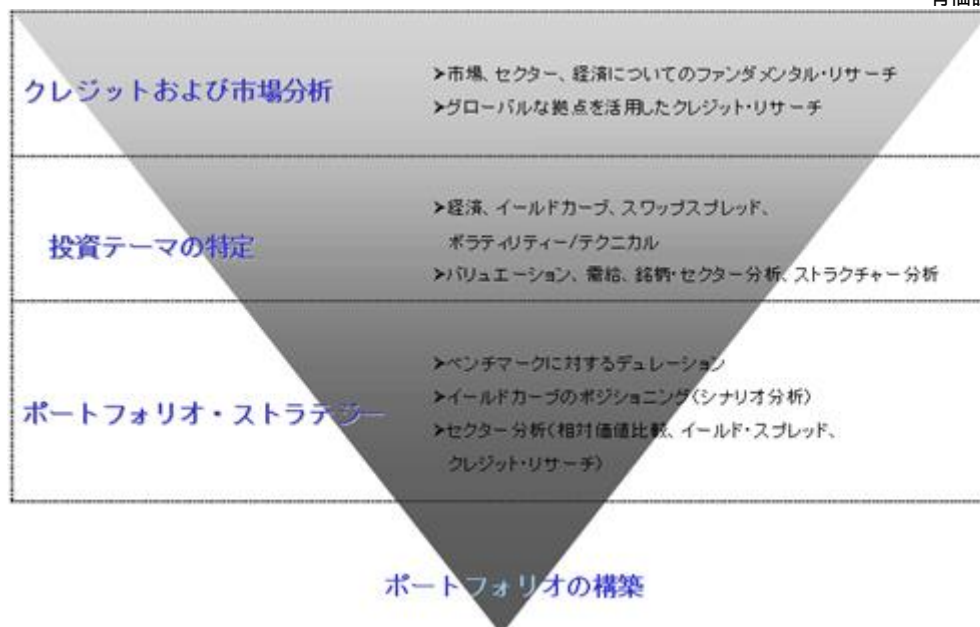 クレジットおよび市場分析
➢市場、セクター、経済についてのファンダメンタル・リサーチ
➢グローバルな拠点を活用したクレジット・リサーチ
投資テーマの特定
➢経済、イールドカーブ、スワップスプレッド、
ボラティリティー/テクニカル
➢バリュエーション、需給、銘柄・セクター分析、ストラクチャー分析
ポートフォリオ・ストラテジー
➢ベンチマークに対するデュレーション
➢イールドカーブのポジショニング(シナリオ分析)
➢セクター分析(相対価値比較、イールド・スプレッド、
クレジット・リサーチ)
ポートフォリオの構築